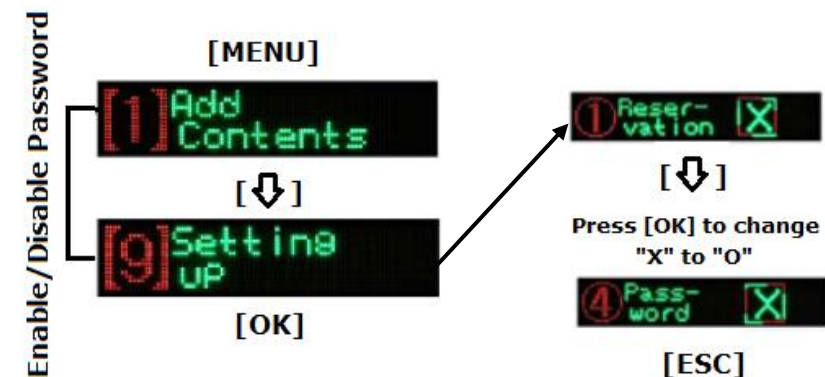 Enable/Disable Password
[MENU]
[1] Add
Contents
[⇩]
[9] Setting
uP
[OK]
① Reser-
vation [X]
[⇩]
Press [OK] to change
"X" to "O"
④ Pass-
word [X]
[ESC]